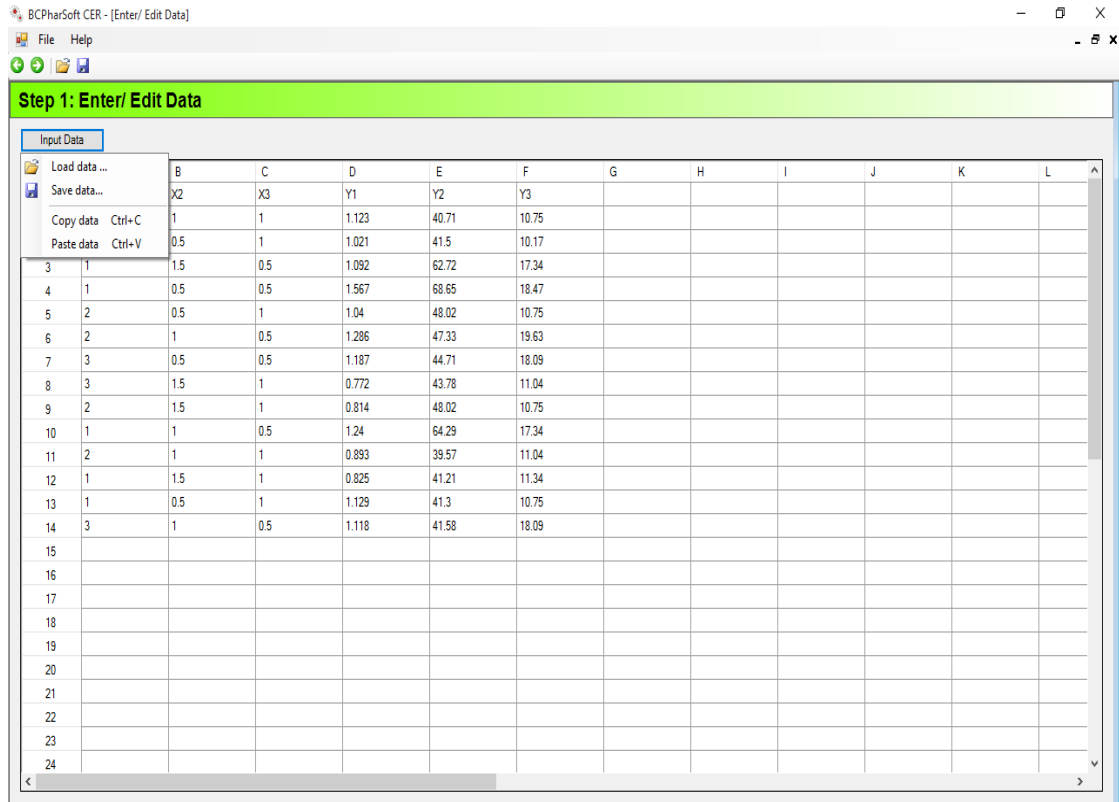 BCPharSoft CER - [Enter/ Edit Data]
File Help
Step 1: Enter/ Edit Data
Input Data
Load data ...
Save data...
Copy data Ctrl+C
Paste data Ctrl+V
B C D E F G H I J K L
X2 X3 Y1 Y2 Y3
1 1 1.123 40.71 10.75
0.5 1 1.021 41.5 10.17
3 1 1.5 0.5 1.092 62.72 17.34
4 1 0.5 0.5 1.567 68.65 18.47
5 2 0.5 1 1.04 48.02 10.75
6 2 1 0.5 1.286 47.33 19.63
7 3 0.5 0.5 1.187 44.71 18.09
8 3 1.5 1 0.772 43.78 11.04
9 2 1.5 1 0.814 48.02 10.75
10 1 1 0.5 1.24 64.29 17.34
11 2 1 1 0.893 39.57 11.04
12 1 1.5 1 0.825 41.21 11.34
13 1 0.5 1 1.129 41.3 10.75
14 3 1 0.5 1.118 41.58 18.09
15
16
17
18
19
20
21
22
23
24